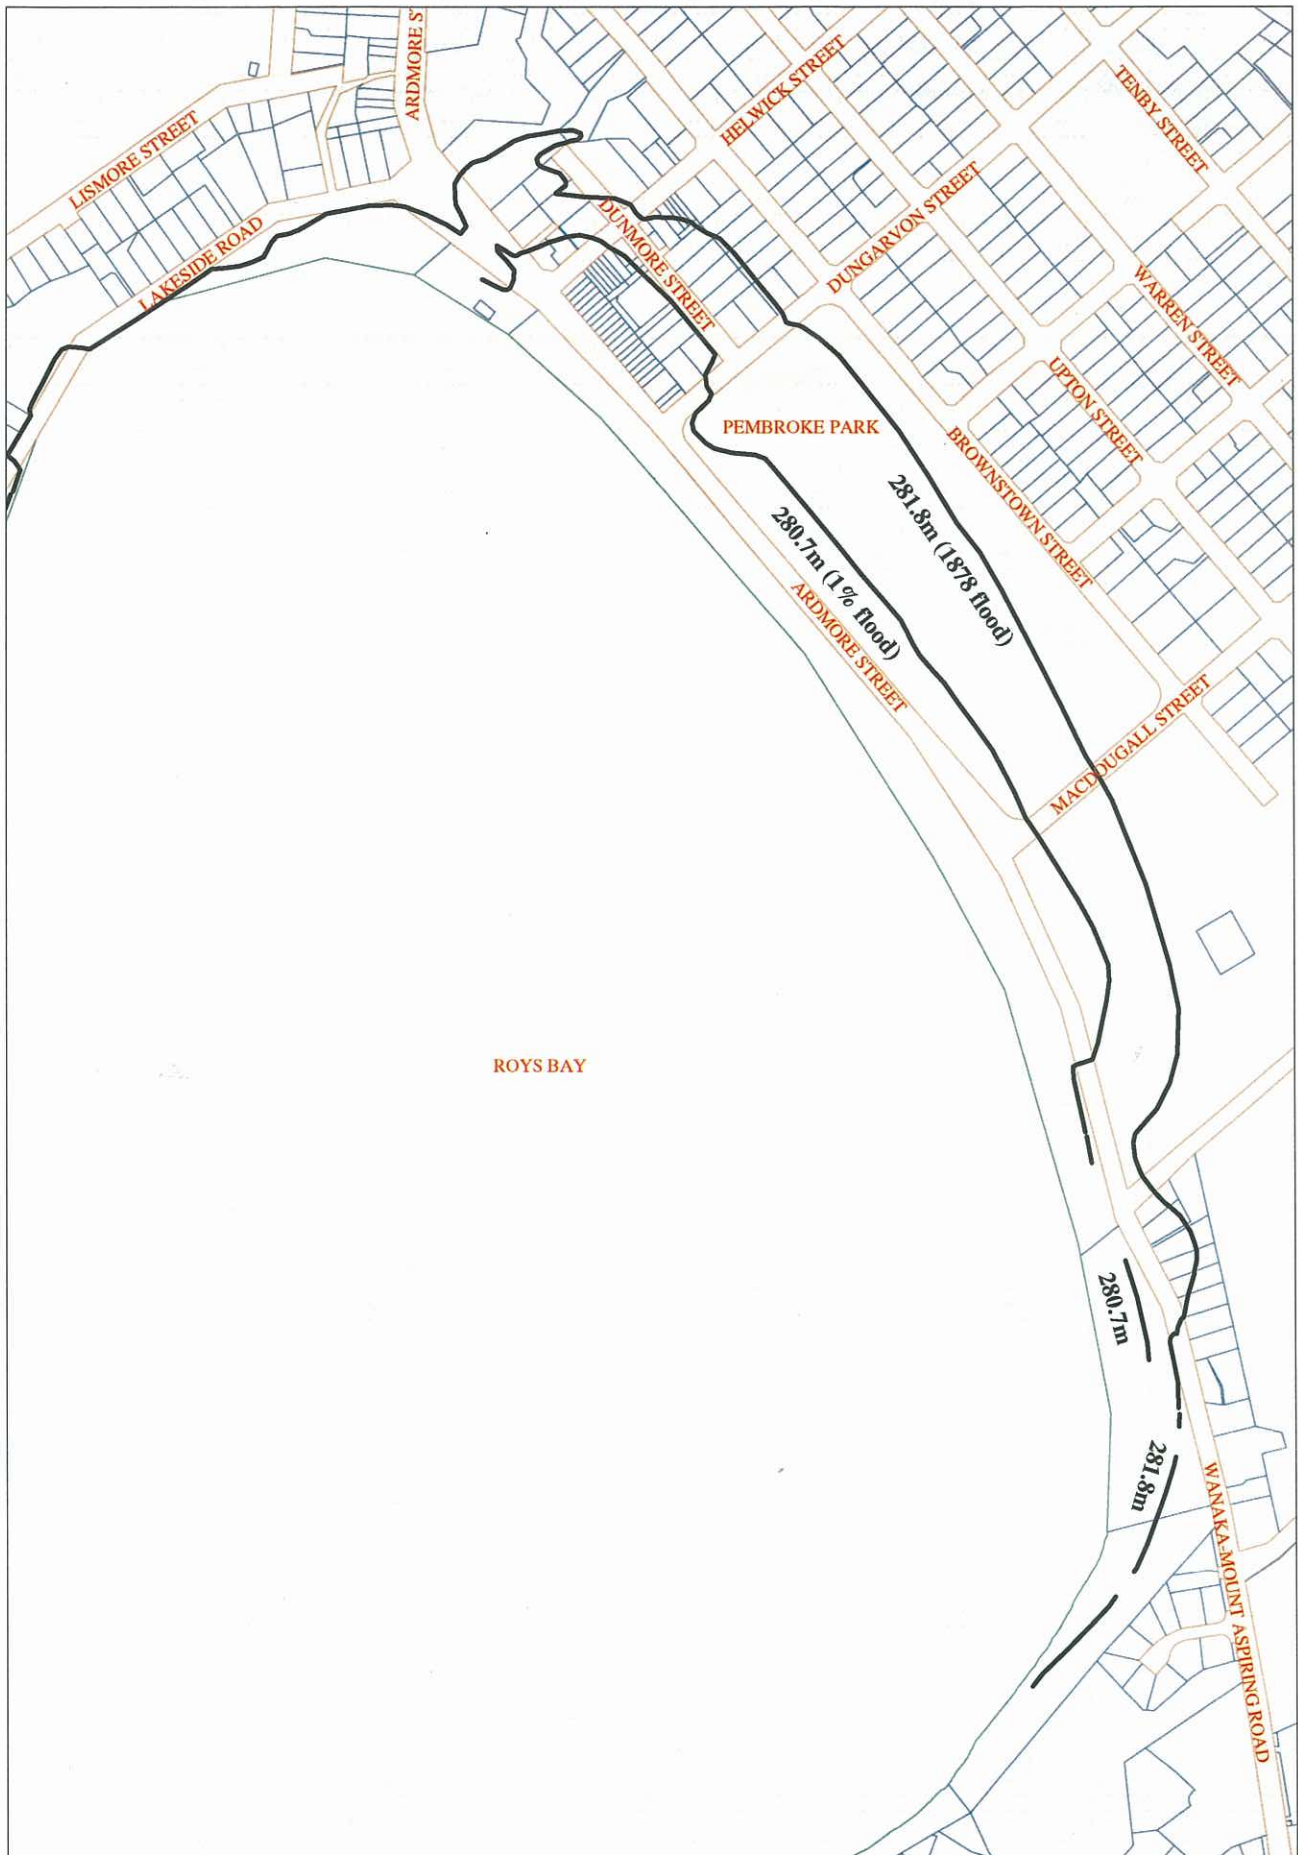 ARDMORE S
HELWICK STREET
TENBY STREET
LISMORE STREET
DUNMORE STREET
DUNGARVON STREET
LAKESIDE ROAD
WARREN STREET
UPTON STREET
PEMBROKE PARK
BROWNSTOWN STREET
281.8m (1878 flood)
280.7m (1% flood)
ARDMORE STREET
MACDOUGALL STREET
ROYS BAY
280.7m
281.8m
WANAKA-MOUNT ASPIRING ROAD